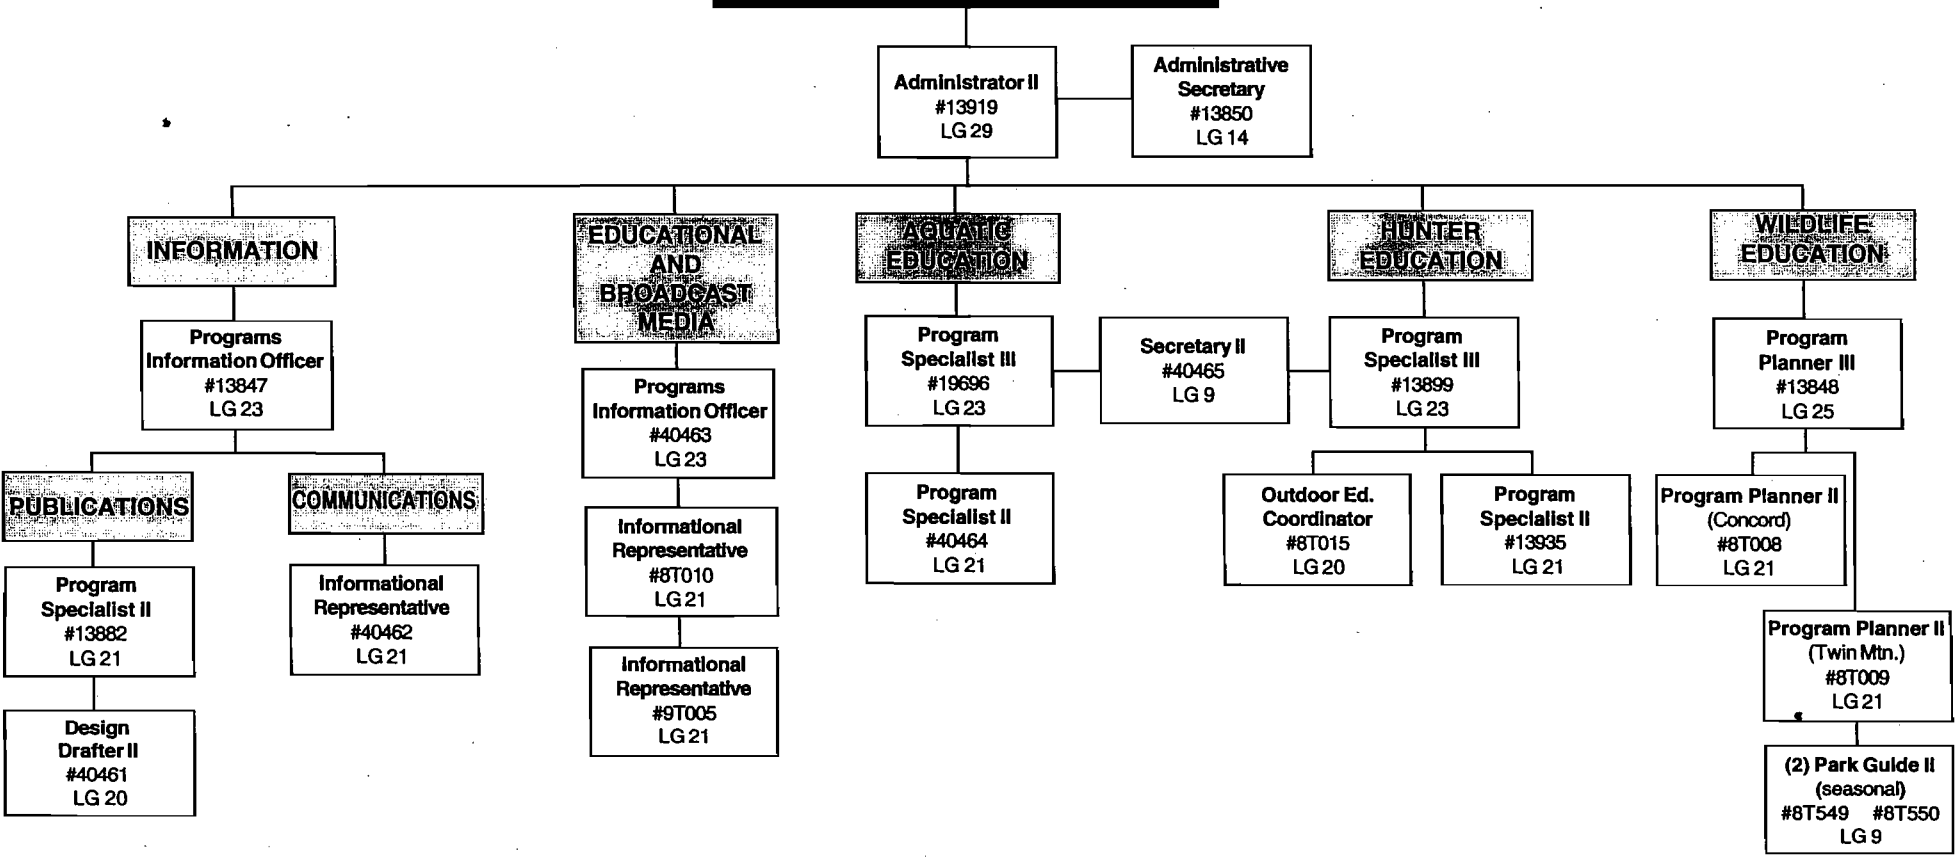 Administrator II
#13919
LG 29
Administrative
Secretary
#13850
LG 14
INFORMATION
Programs
Information Officer
#13847
LG 23
PUBLICATIONS
Program
Specialist II
#13882
LG 21
Design
Drafter II
#40461
LG 20
COMMUNICATIONS
Informational
Representative
#40462
LG 21
EDUCATIONAL
AND
BROADCAST
MEDIA
Programs
Information Officer
#40463
LG 23
Informational
Representative
#8T010
LG 21
Informational
Representative
#9T005
LG 21
AQUATIC
EDUCATION
Program
Specialist III
#19696
LG 23
Program
Specialist II
#40464
LG 21
Secretary II
#40465
LG 9
HUNTER
EDUCATION
Program
Specialist III
#13899
LG 23
Outdoor Ed.
Coordinator
#8T015
LG 20
Program
Specialist II
#13935
LG 21
WILDLIFE
EDUCATION
Program
Planner III
#13848
LG 25
Program Planner II
(Concord)
#8T008
LG 21
Program Planner II
(Twin Mtn.)
#8T009
LG 21
(2) Park Guide II
(seasonal)
#8T549 #8T550
LG 9